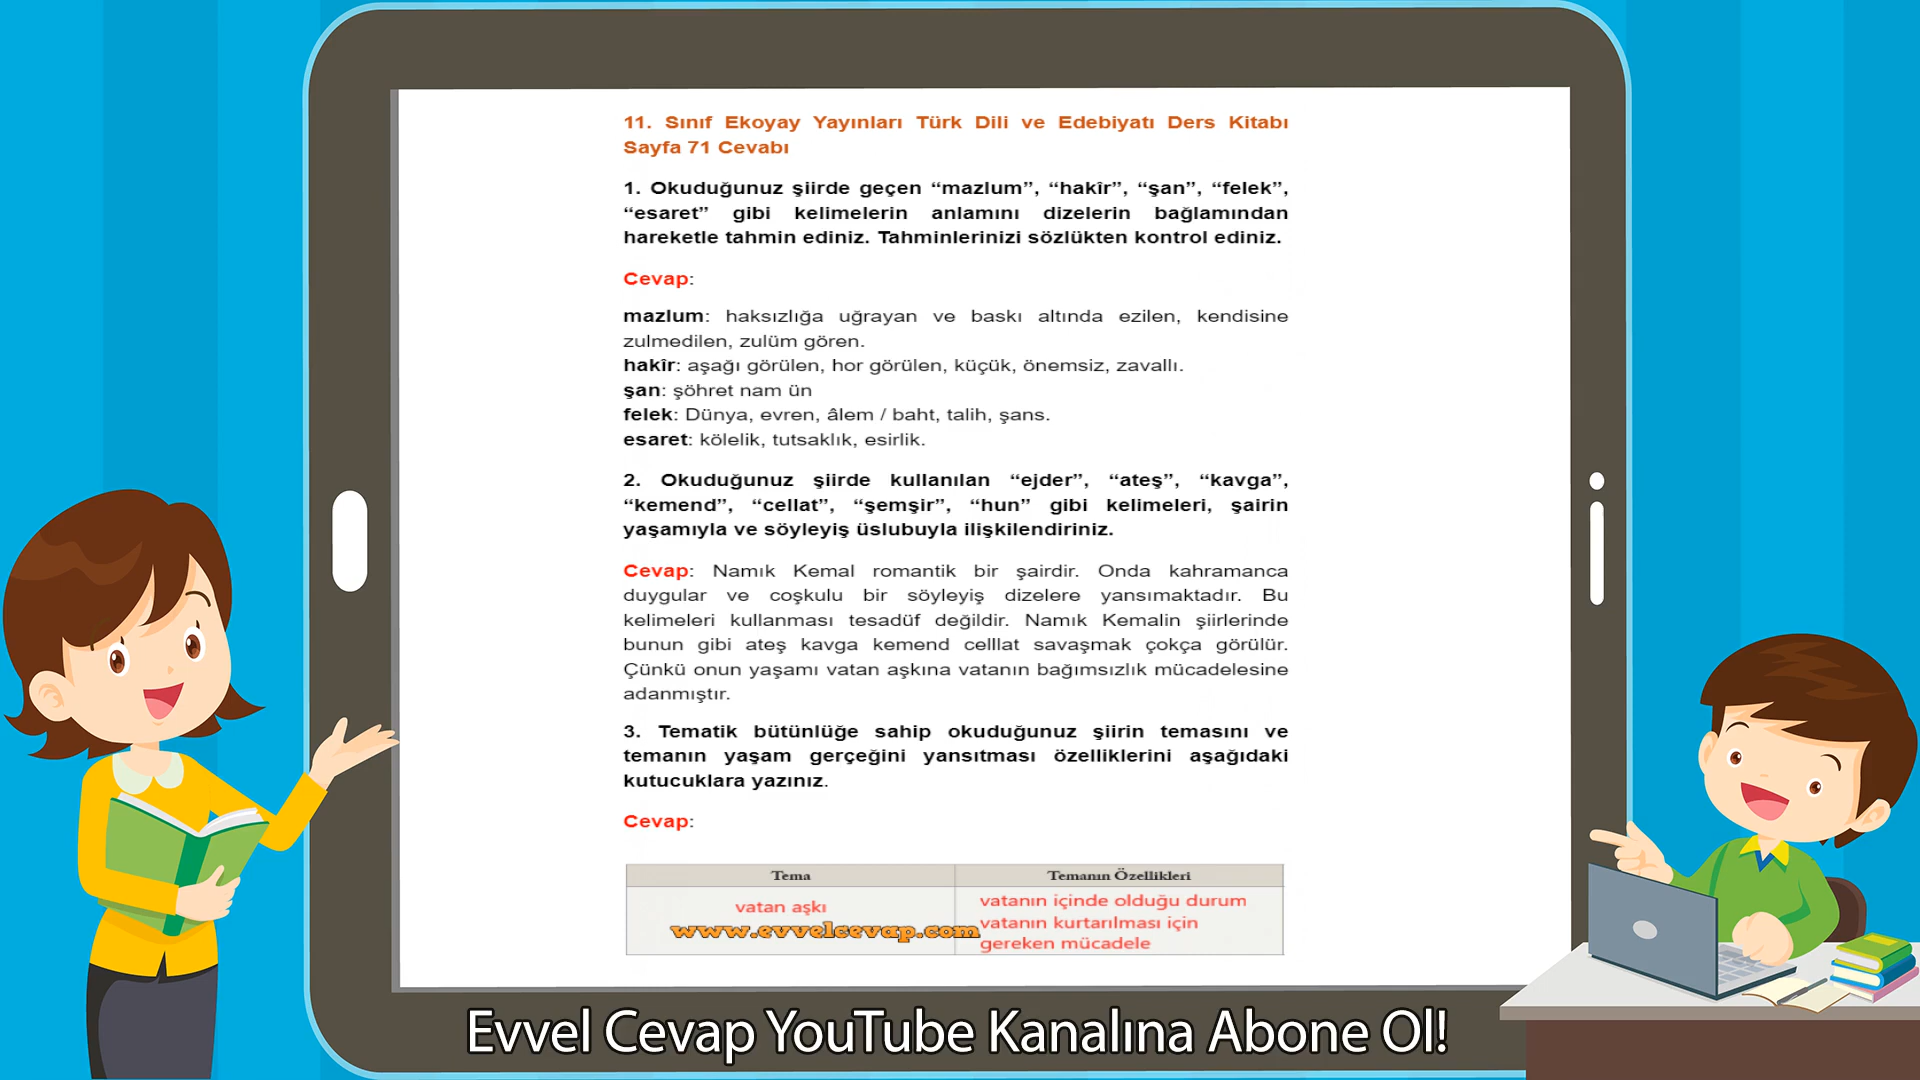 11. Sınıf Ekoyay Yayınları Türk Dili ve Edebiyatı Ders Kitabı
Sayfa 71 Cevabı
1. Okuduğunuz şiirde geçen “mazlum”, “hakîr”, “şan”, “felek”,
“esaret” gibi kelimelerin anlamını dizelerin bağlamından
hareketle tahmin ediniz. Tahminlerinizi sözlükten kontrol ediniz.
Cevap:
mazlum: haksızlığa uğrayan ve baskı altında ezilen, kendisine
zulmedilen, zulüm gören.
hakîr: aşağı görülen, hor görülen, küçük, önemsiz, zavallı.
şan: şöhret nam ün
felek: Dünya, evren, âlem / baht, talih, şans.
esaret: kölelik, tutsaklık, esirlik.
2. Okuduğunuz şiirde kullanılan “ejder”, “ateş”, “kavga”,
“kemend”, “cellat”, “şemşir”, “hun” gibi kelimeleri, şairin
yaşamıyla ve söyleyiş üslubuyla ilişkilendiriniz.
Cevap: Namık Kemal romantik bir şairdir. Onda kahramanca
duygular ve coşkulu bir söyleyiş dizelere yansımaktadır. Bu
kelimeleri kullanması tesadüf değildir. Namık Kemalin şiirlerinde
bunun gibi ateş kavga kemend celllat savaşmak çokça görülür.
Çünkü onun yaşamı vatan aşkına vatanın bağımsızlık mücadelesine
adanmıştır.
3. Tematik bütünlüğe sahip okuduğunuz şiirin temasını ve
temanın yaşam gerçeğini yansıtması özelliklerini aşağıdaki
kutucuklara yazınız.
Cevap:
Tema
Temanın Özellikleri
vatan aşkı
www.evvelcevap.com
vatanın içinde olduğu durum
vatanın kurtarılması için
gereken mücadele
Evvel Cevap YouTube Kanalına Abone Ol!